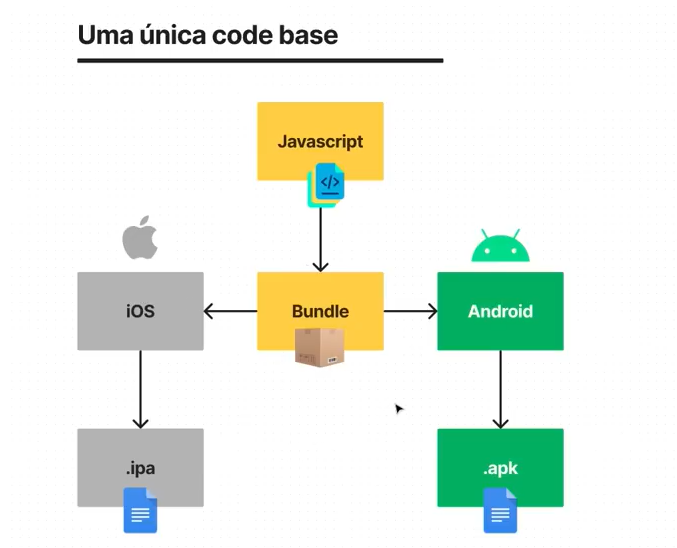 Uma única code base
Javascript
</>
iOS
Bundle
Android
.ipa
.apk